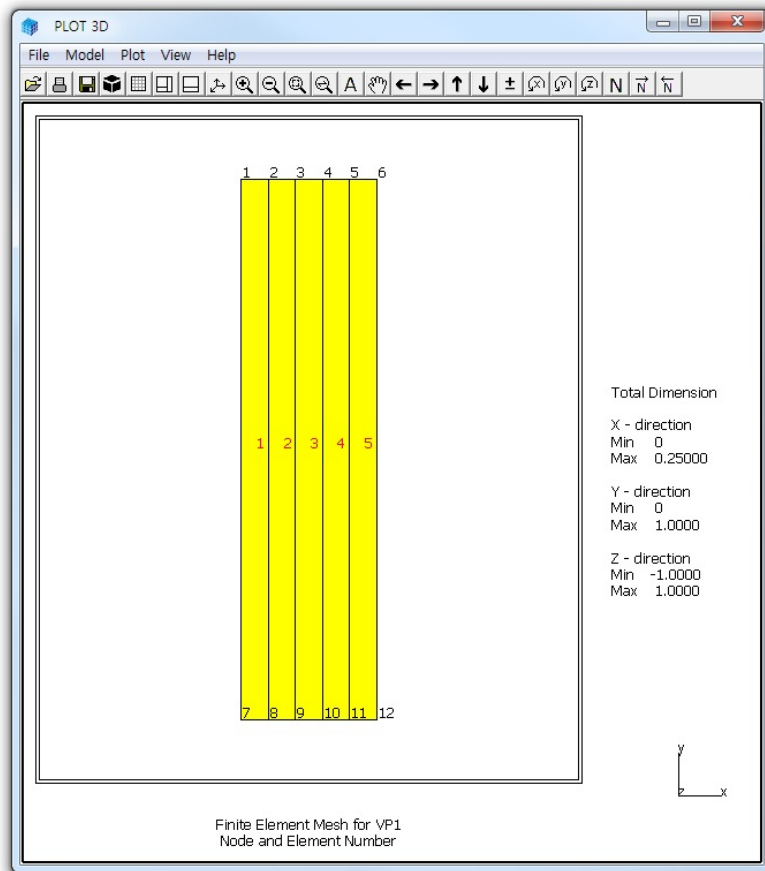 PLOT 3D
File Model Plot View Help
A X Y Z N N N
1 2 3 4 5 6
1 2 3 4 5
7 8 9 10 11 12
Total Dimension
X - direction
Min 0
Max 0.25000
Y - direction
Min 0
Max 1.0000
Z - direction
Min -1.0000
Max 1.0000
y
z x
Finite Element Mesh for VP1
Node and Element Number